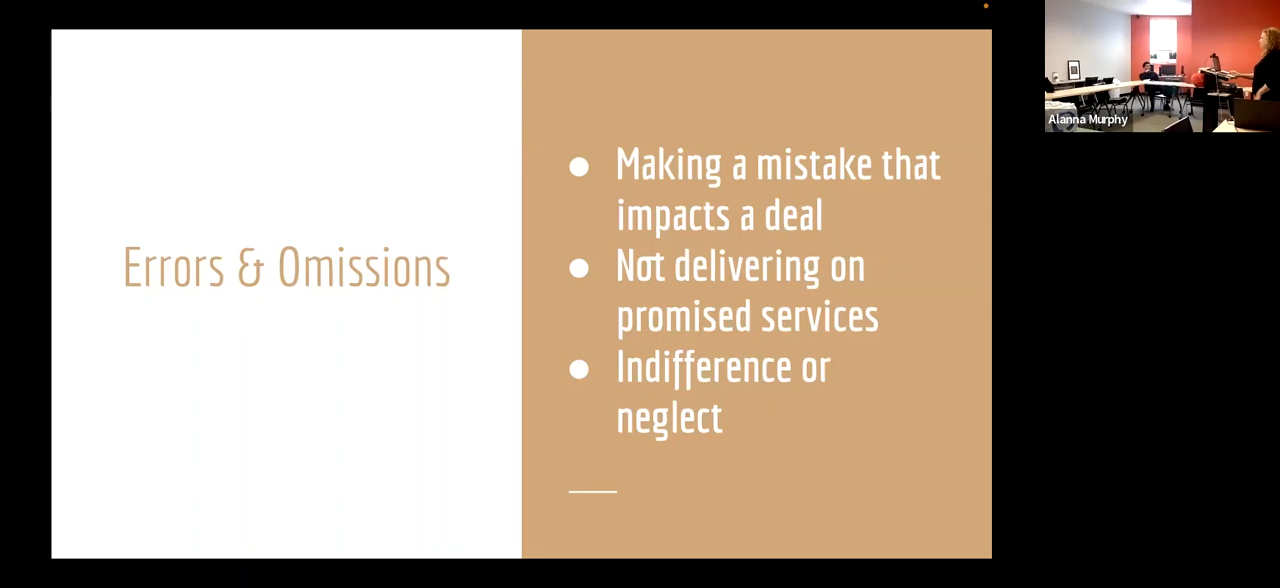 Errors & Omissions
● Making a mistake that
impacts a deal
● Not delivering on
promised services
● Indifference or
neglect
Alanna Murphy